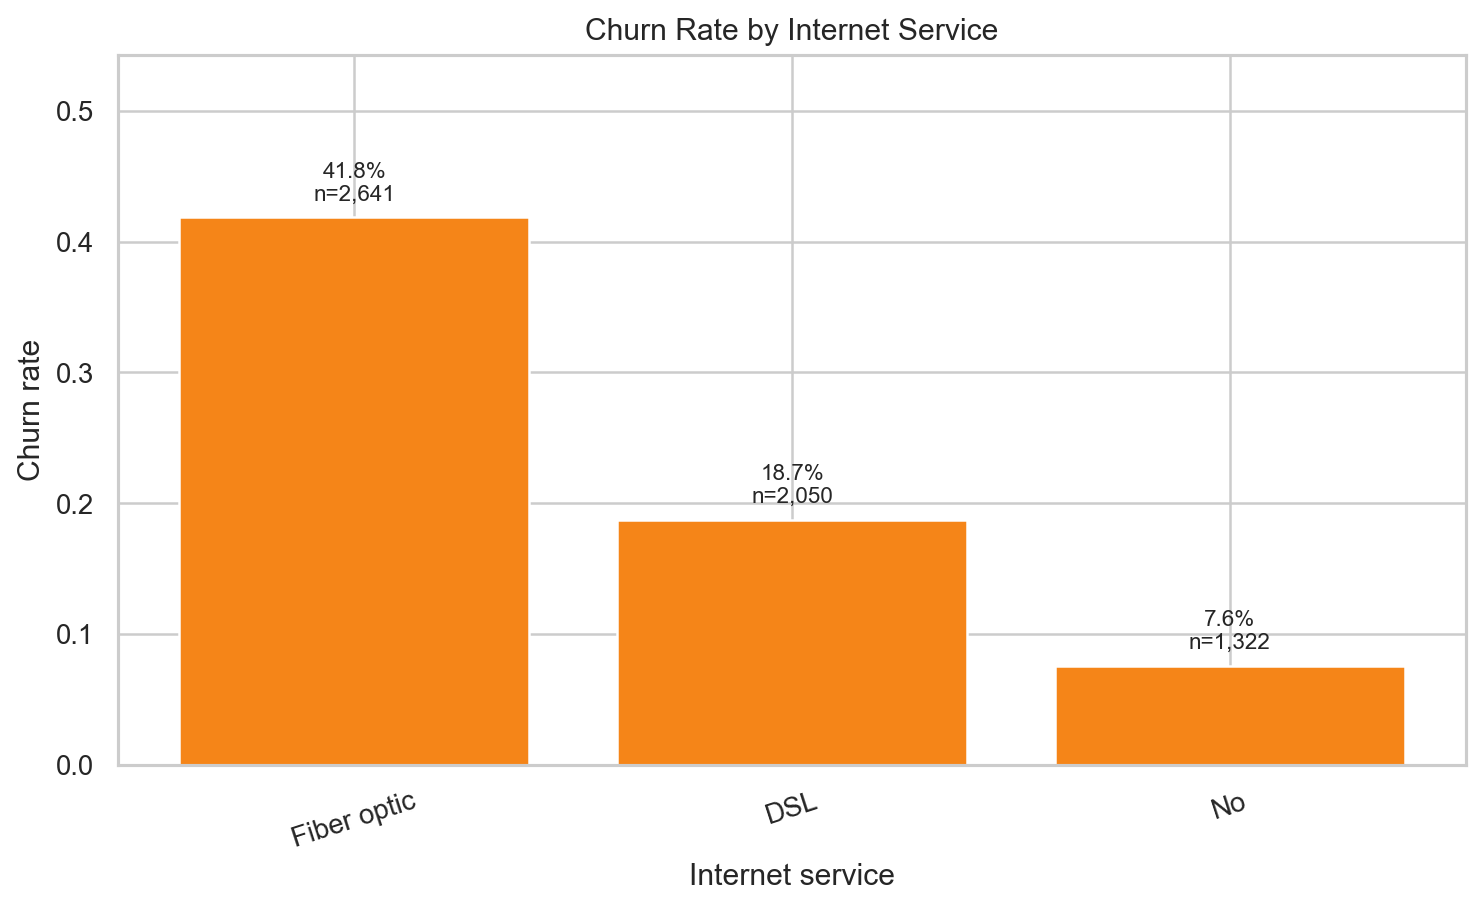 Churn Rate by Internet Service
0.5
0.4
0.3
0.2
0.1
0.0
Churn rate
41.8%
n=2,641
18.7%
n=2,050
7.6%
n=1,322
Fiber optic
DSL
No
Internet service